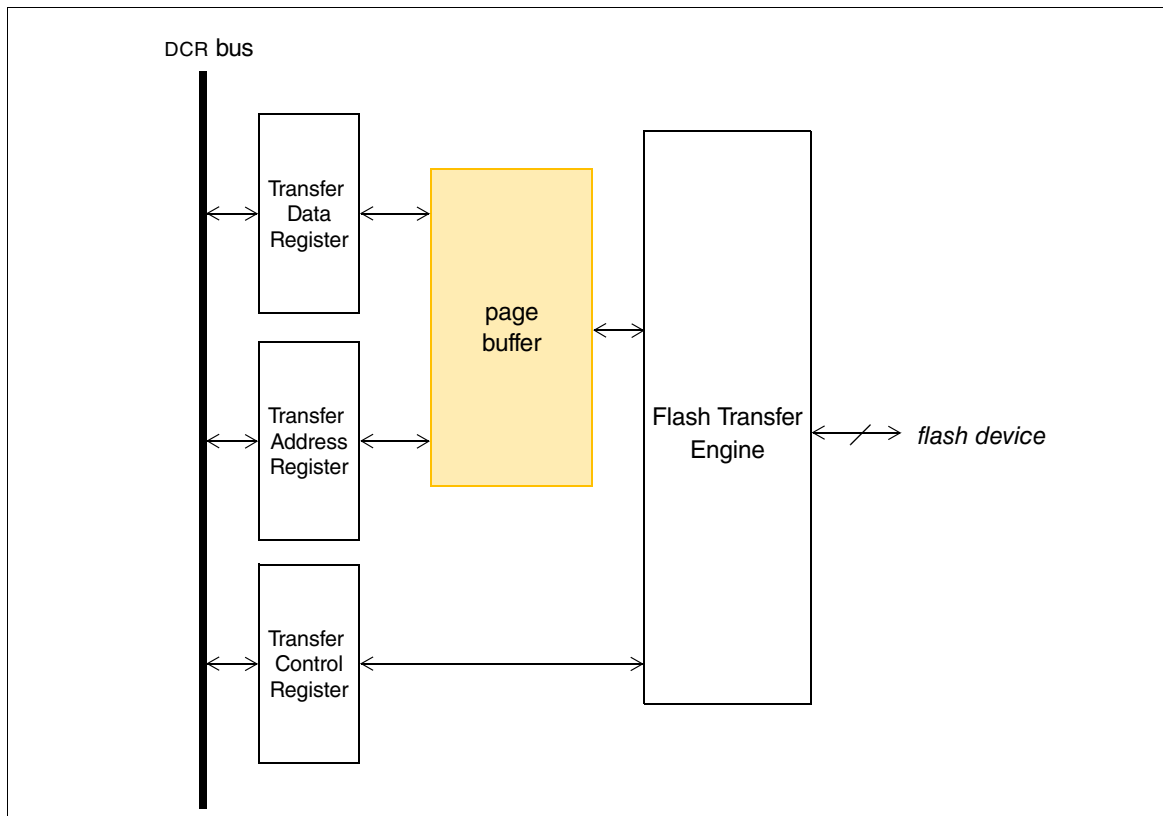 DCR bus
Transfer
Data
Register
page
buffer
Transfer
Address
Register
Flash Transfer
Engine
flash device
Transfer
Control
Register